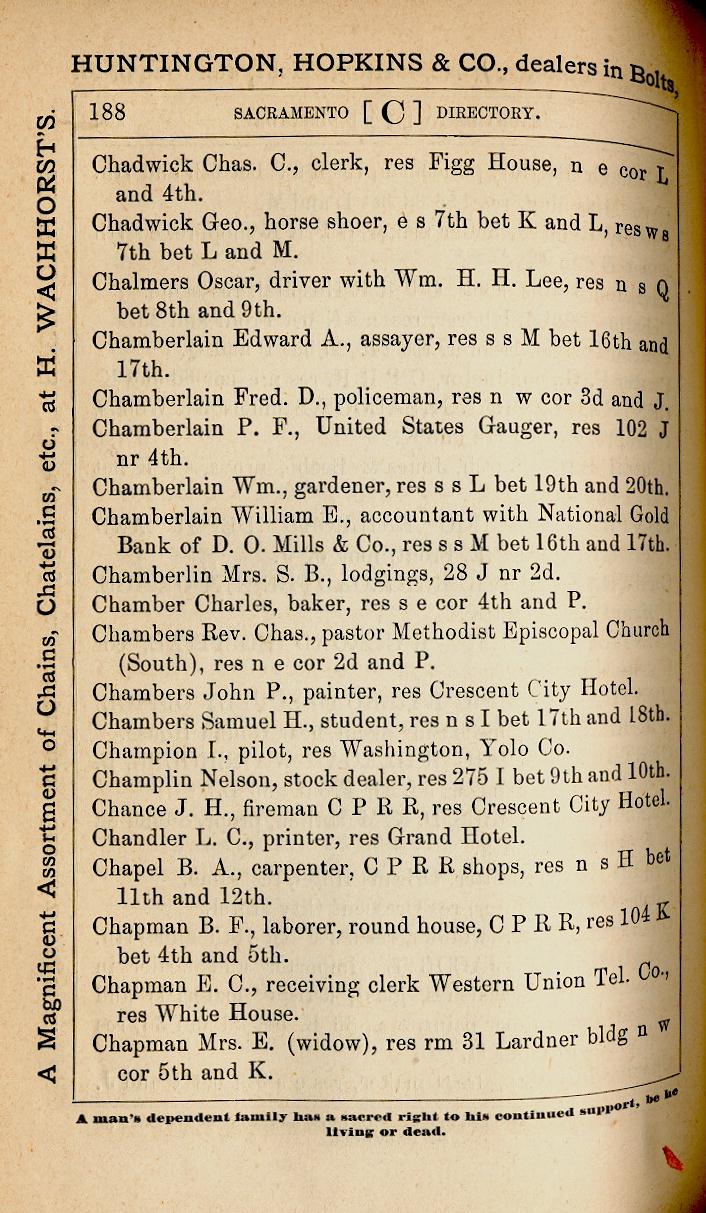 HUNTINGTON, HOPKINS & CO., dealers in Bolts,
A Magnificent Assortment of Chains, Chatelains, etc., at H. WACHHORST'S.
188 SACRAMENTO [ C ] DIRECTORY.
Chadwick Chas. C., clerk, res Figg House, n e cor L
and 4th.
Chadwick Geo., horse shoer, e s 7th bet K and L, res w s
7th bet L and M.
Chalmers Oscar, driver with Wm. H. H. Lee, res n s Q
bet 8th and 9th.
Chamberlain Edward A., assayer, res s s M bet 16th and
17th.
Chamberlain Fred. D., policeman, res n w cor 3d and J.
Chamberlain P. F., United States Gauger, res 102 J
nr 4th.
Chamberlain Wm., gardener, res s s L bet 19th and 20th.
Chamberlain William E., accountant with National Gold
Bank of D. O. Mills & Co., res s s M bet 16th and 17th.
Chamberlin Mrs. S. B., lodgings, 28 J nr 2d.
Chamber Charles, baker, res s e cor 4th and P.
Chambers Rev. Chas., pastor Methodist Episcopal Church
(South), res n e cor 2d and P.
Chambers John P., painter, res Crescent City Hotel.
Chambers Samuel H., student, res n s I bet 17th and 18th.
Champion I., pilot, res Washington, Yolo Co.
Champlin Nelson, stock dealer, res 275 I bet 9th and 10th.
Chance J. H., fireman C P R R, res Crescent City Hotel.
Chandler L. C., printer, res Grand Hotel.
Chapel B. A., carpenter, C P R R shops, res n s H bet
11th and 12th.
Chapman B. F., laborer, round house, C P R R, res 104 K
bet 4th and 5th.
Chapman E. C., receiving clerk Western Union Tel. Co.,
res White House.
Chapman Mrs. E. (widow), res rm 31 Lardner bldg n w
cor 5th and K.
A man's dependent family has a sacred right to his continued support, be he
living or dead.